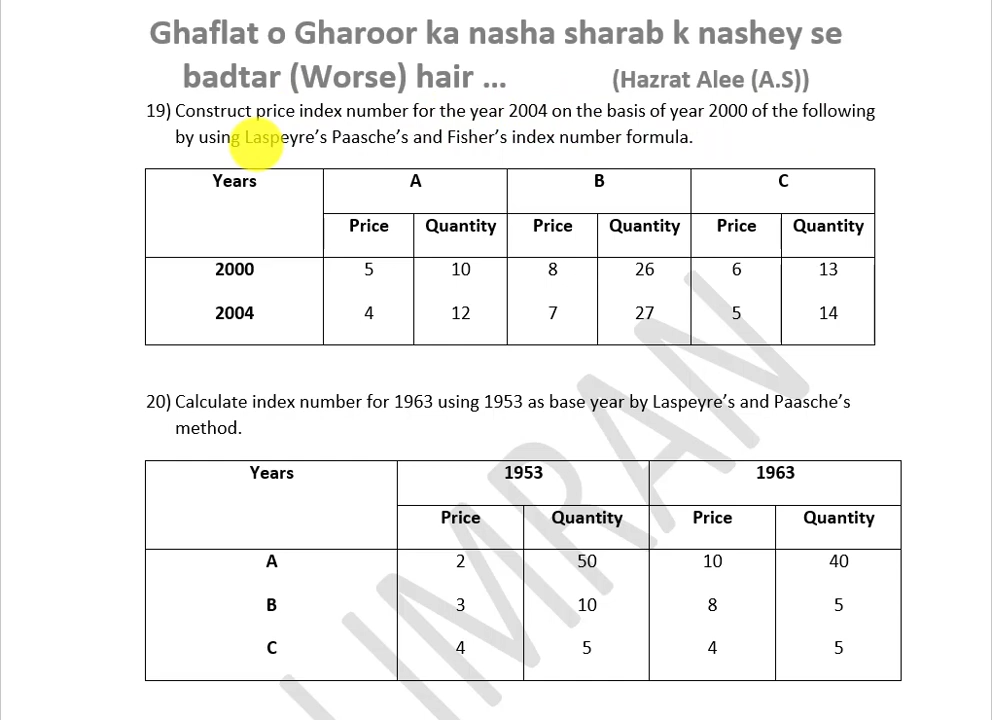 Ghaflat o Gharoor ka nasha sharab k nashey se
badtar (Worse) hair ... (Hazrat Alee (A.S))
19) Construct price index number for the year 2004 on the basis of year 2000 of the following
by using Laspeyre's Paasche's and Fisher's index number formula.
Years A B C
Price Quantity Price Quantity Price Quantity
2000 5 10 8 26 6 13
2004 4 12 7 27 5 14
20) Calculate index number for 1963 using 1953 as base year by Laspeyre's and Paasche's
method.
Years 1953 1963
Price Quantity Price Quantity
A 2 50 10 40
B 3 10 8 5
C 4 5 4 5
IMRAN